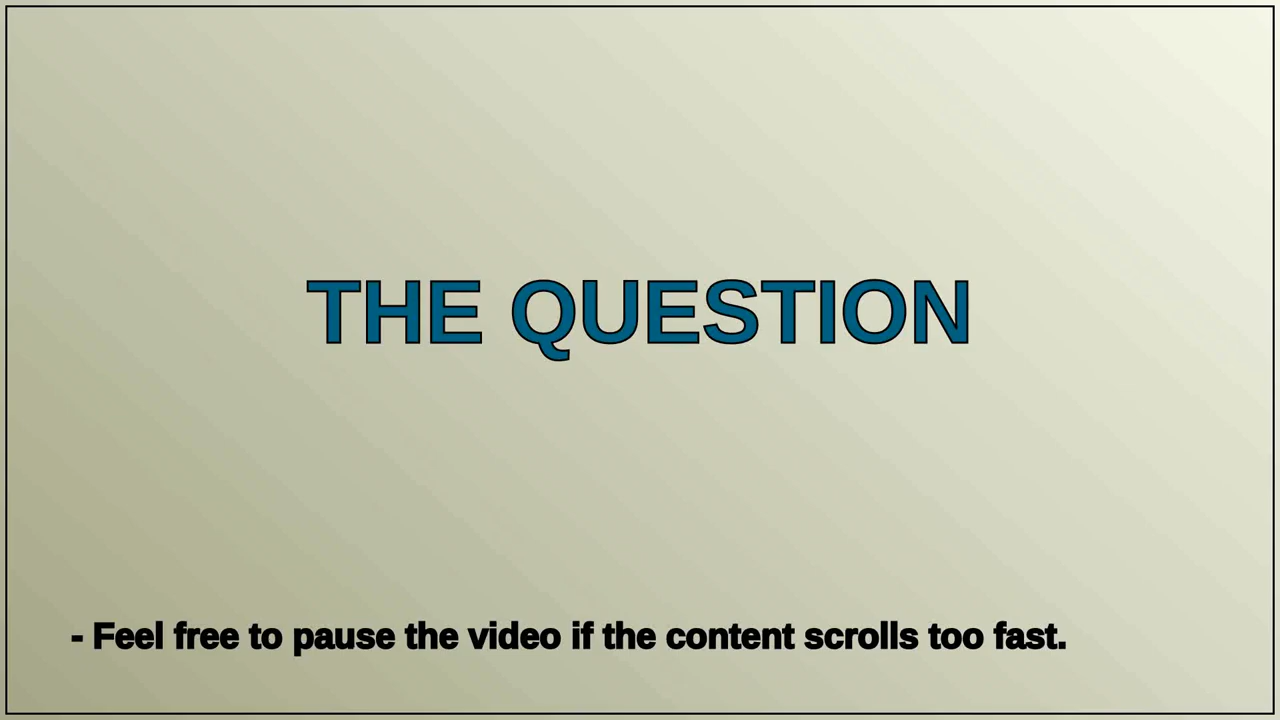 THE QUESTION
- Feel free to pause the video if the content scrolls too fast.